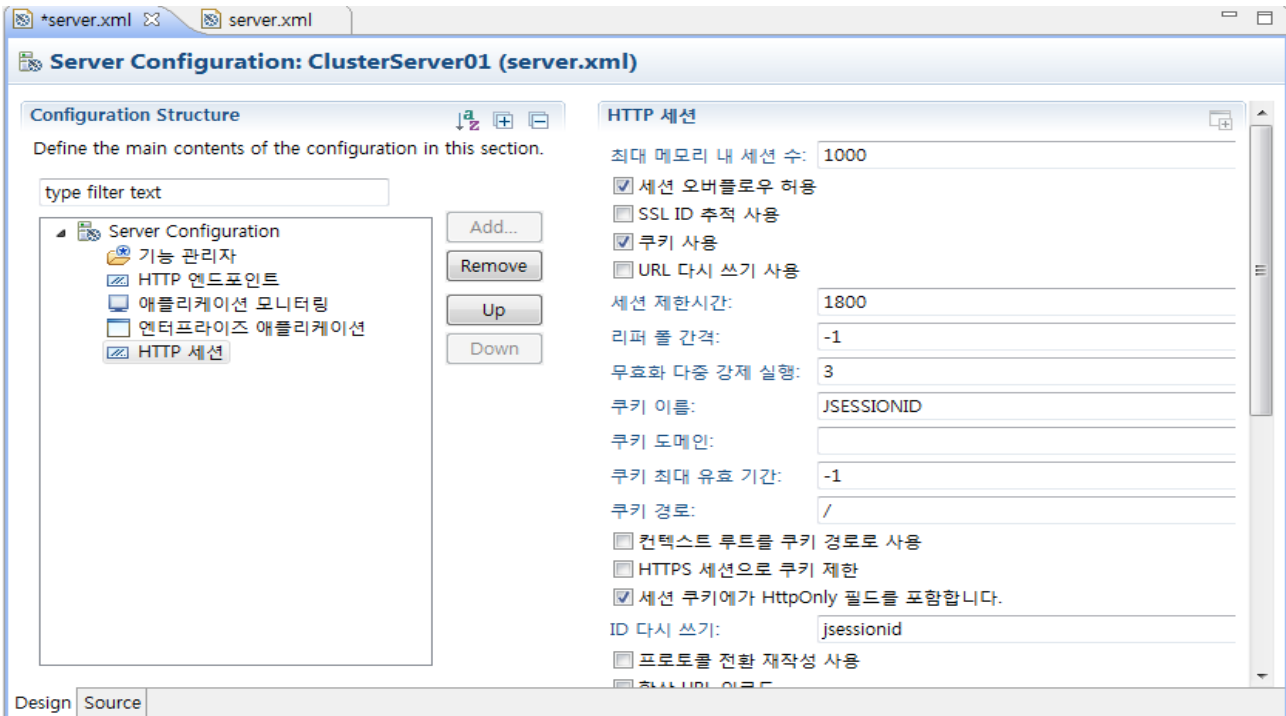 *server.xml
server.xml
Server Configuration: ClusterServer01 (server.xml)
Configuration Structure
Define the main contents of the configuration in this section.
type filter text
Server Configuration
기능 관리자
HTTP 엔드포인트
애플리케이션 모니터링
엔터프라이즈 애플리케이션
HTTP 세션
Add...
Remove
Up
Down
HTTP 세션
최대 메모리 내 세션 수: 1000
세션 오버플로우 허용
SSL ID 추적 사용
쿠키 사용
URL 다시 쓰기 사용
세션 제한시간: 1800
리퍼 폴 간격: -1
무효화 다중 강제 실행: 3
쿠키 이름: JSESSIONID
쿠키 도메인:
쿠키 최대 유효 기간: -1
쿠키 경로: /
컨텍스트 루트를 쿠키 경로로 사용
HTTPS 세션으로 쿠키 제한
세션 쿠키에가 HttpOnly 필드를 포함합니다.
ID 다시 쓰기: jsessionid
프로토콜 전환 재작성 사용
Design Source